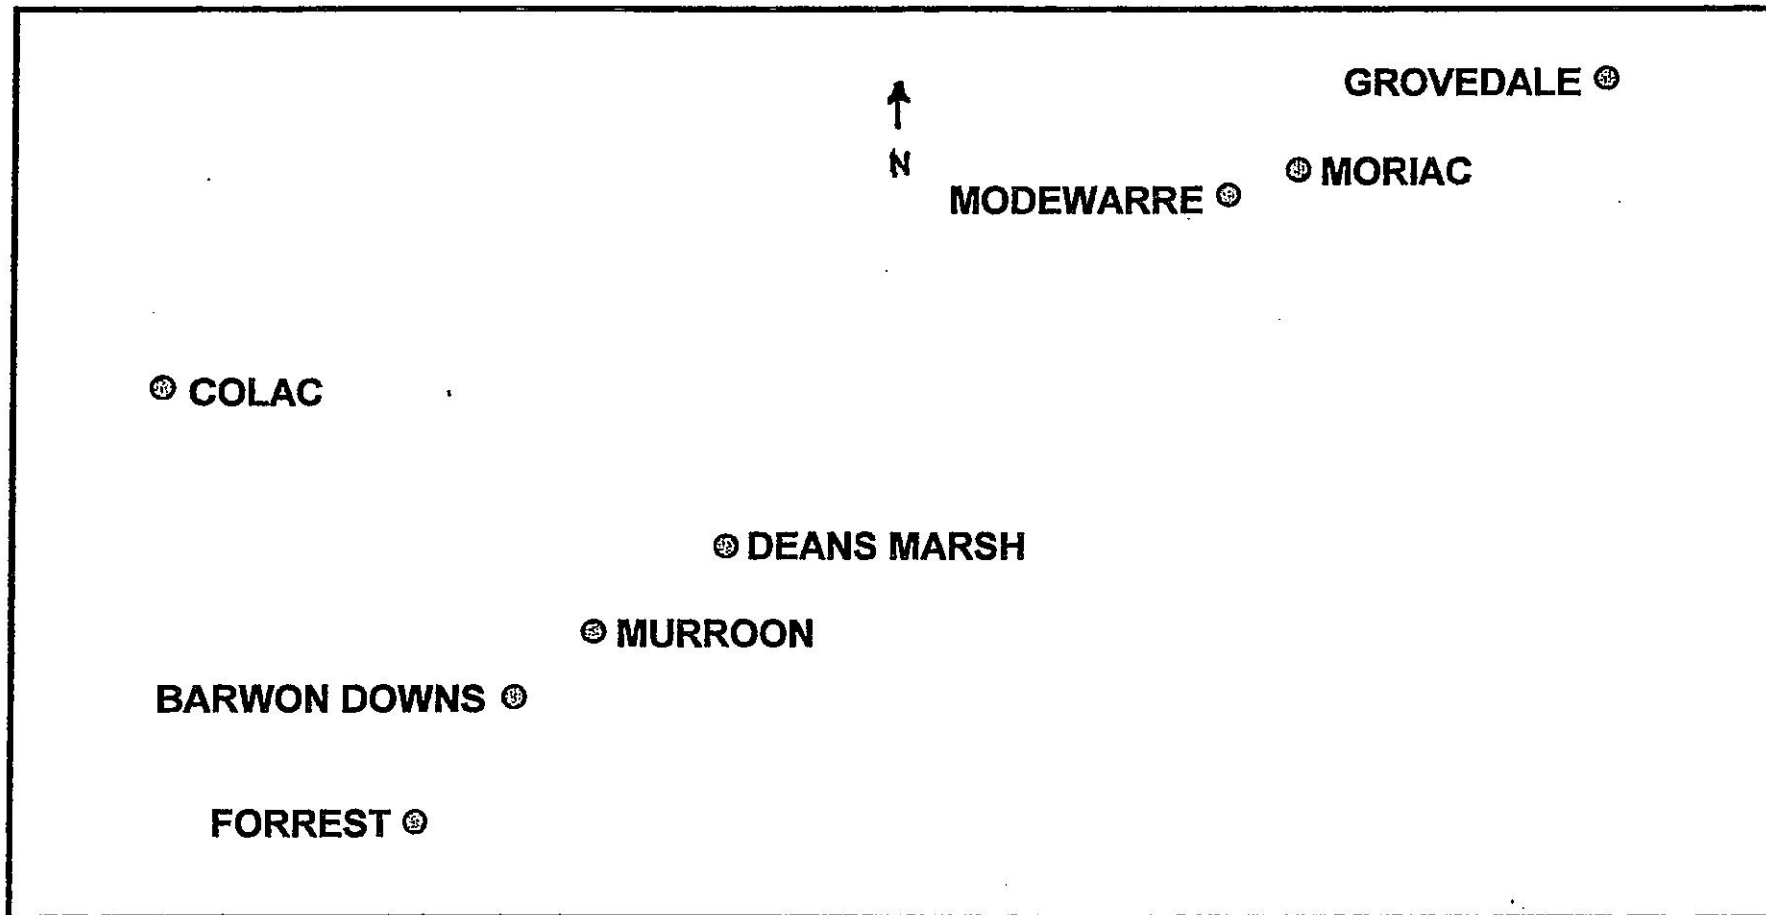 GROVEDALE
N
MORIAC
MODEWARRE
COLAC
DEANS MARSH
MURROON
BARWON DOWNS
FORREST